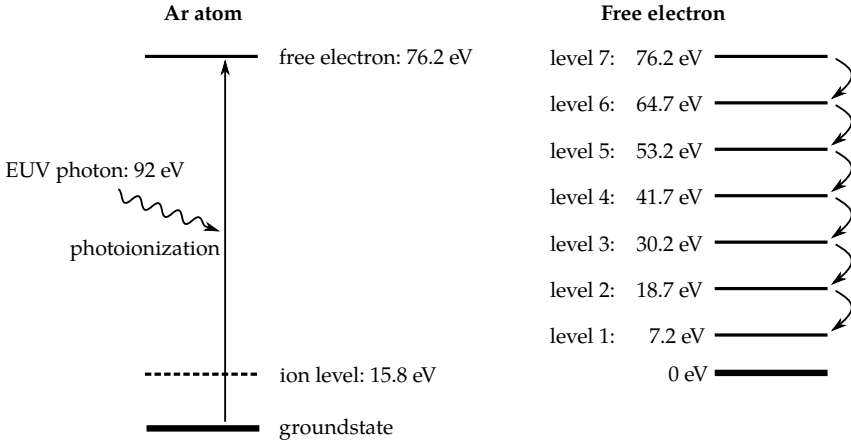 Ar atom
free electron: 76.2 eV
EUV photon: 92 eV
photoionization
ion level: 15.8 eV
groundstate
Free electron
level 7: 76.2 eV
level 6: 64.7 eV
level 5: 53.2 eV
level 4: 41.7 eV
level 3: 30.2 eV
level 2: 18.7 eV
level 1: 7.2 eV
0 eV